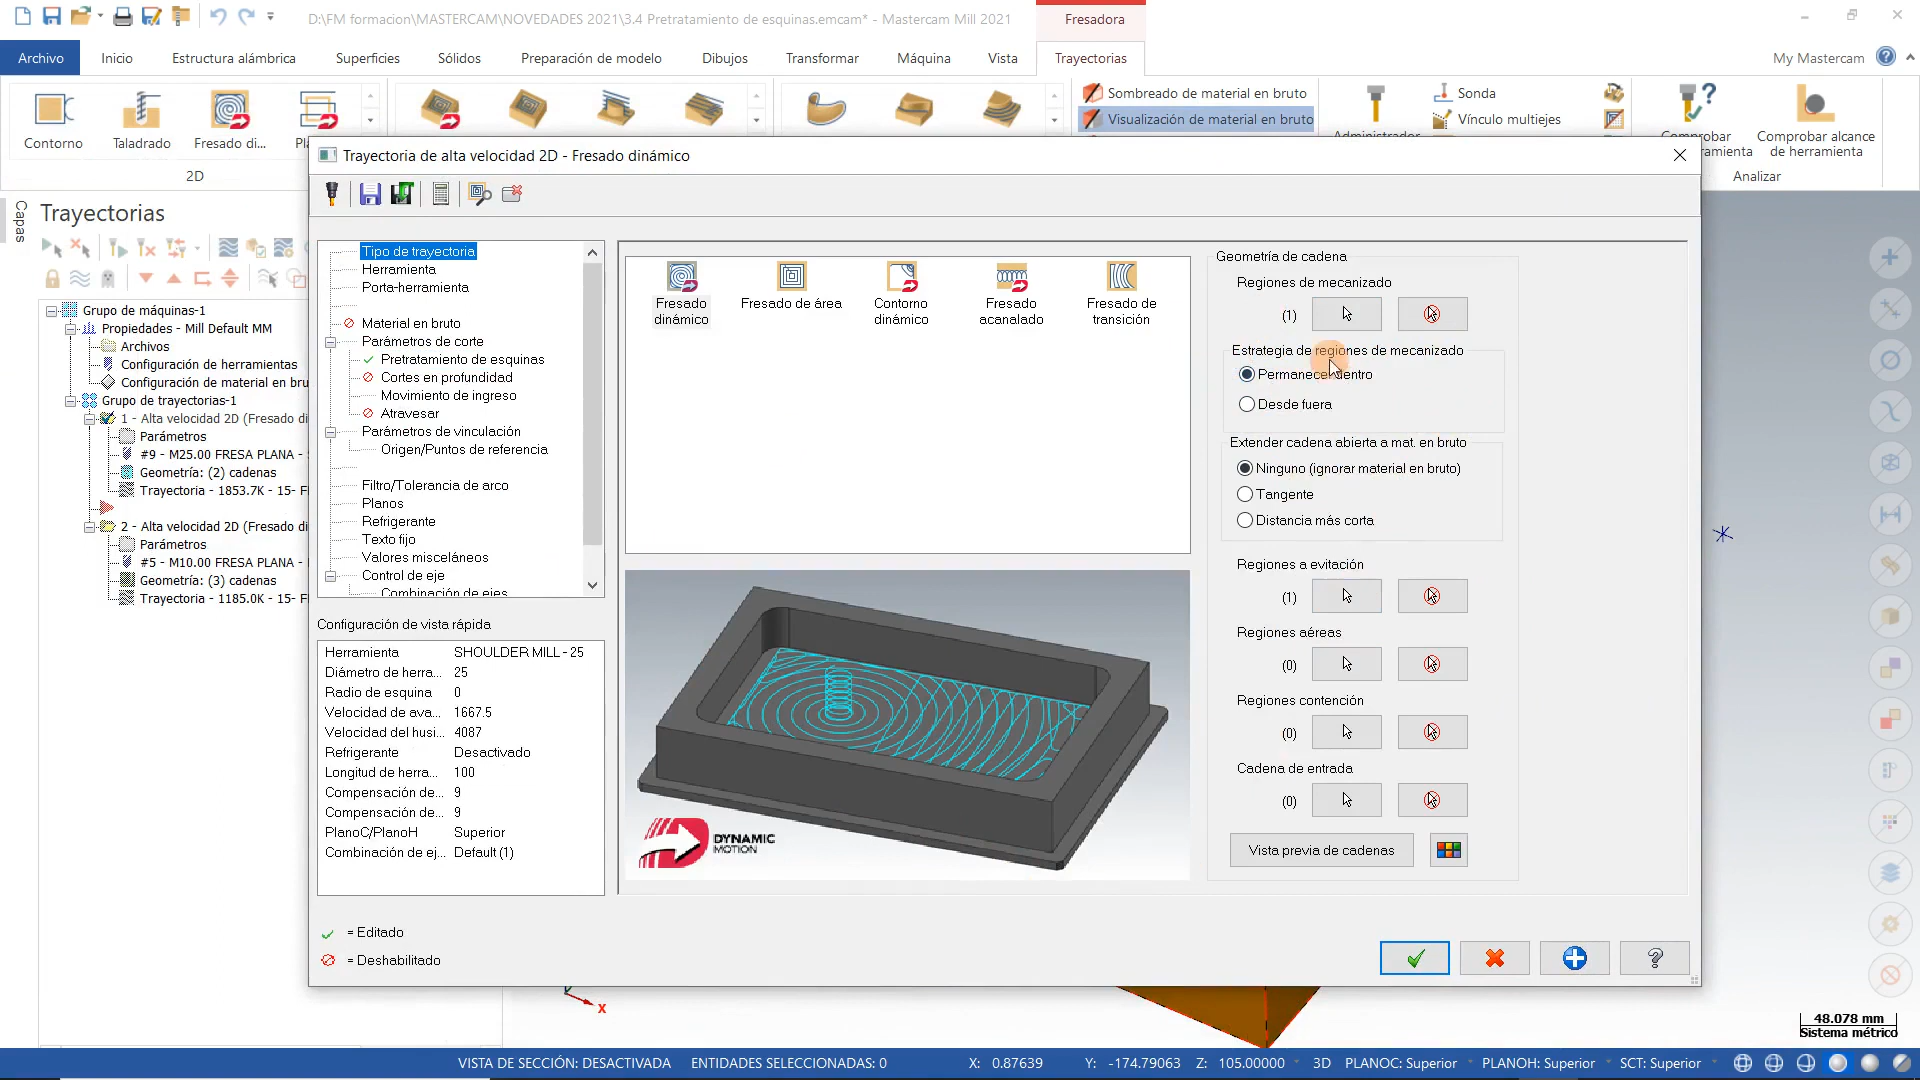 D:\FM formacion\MASTERCAM\NOVEDADES 2021\3.4 Pretratamiento de esquinas.emcam* - Mastercam Mill 2021
Fresadora
Archivo
Inicio
Estructura alámbrica
Superficies
Sólidos
Preparación de modelo
Dibujos
Transformar
Máquina
Vista
Trayectorias
My Mastercam
Contorno
Taladrado
Fresado di...
2D
Sombreado de material en bruto
Visualización de material en bruto
Sonda
Vínculo multiejes
Comprobar
Comprobar alcance
de herramienta
Analizar
Capas
Trayectorias
Grupo de máquinas-1
Propiedades - Mill Default MM
Archivos
Configuración de herramientas
Configuración de material en bru
Grupo de trayectorias-1
1 - Alta velocidad 2D (Fresado di
Parámetros
#9 - M25.00 FRESA PLANA -
Geometría: (2) cadenas
Trayectoria - 1853.7K - 15- F
2 - Alta velocidad 2D (Fresado di
Parámetros
#5 - M10.00 FRESA PLANA -
Geometría: (3) cadenas
Trayectoria - 1185.0K - 15- F
Trayectoria de alta velocidad 2D - Fresado dinámico
Tipo de trayectoria
Herramienta
Porta-herramienta
Material en bruto
Parámetros de corte
Pretratamiento de esquinas
Cortes en profundidad
Movimiento de ingreso
Atravesar
Parámetros de vinculación
Origen/Puntos de referencia
Filtro/Tolerancia de arco
Planos
Refrigerante
Texto fijo
Valores misceláneos
Control de eje
Combinación de ejes
Configuración de vista rápida
Herramienta SHOULDER MILL - 25
Diámetro de herra... 25
Radio de esquina 0
Velocidad de ava... 1667.5
Velocidad del husi... 4087
Refrigerante Desactivado
Longitud de herra... 100
Compensación de... 9
Compensación de... 9
PlanoC/PlanoH Superior
Combinación de ej... Default (1)
= Editado
= Deshabilitado
Fresado
dinámico
Fresado de área
Contorno
dinámico
Fresado
acanalado
Fresado de
transición
DYNAMIC
MOTION
Geometría de cadena
Regiones de mecanizado
(1)
Estrategia de regiones de mecanizado
Permanecer dentro
Desde fuera
Extender cadena abierta a mat. en bruto
Ninguno (ignorar material en bruto)
Tangente
Distancia más corta
Regiones a evitación
(1)
Regiones aéreas
(0)
Regiones contención
(0)
Cadena de entrada
(0)
Vista previa de cadenas
X
48.078 mm
Sistema métrico
VISTA DE SECCIÓN: DESACTIVADA
ENTIDADES SELECCIONADAS: 0
X: 0.87639
Y: -174.79063
Z: 105.00000
3D
PLANOC: Superior
PLANOH: Superior
SCT: Superior